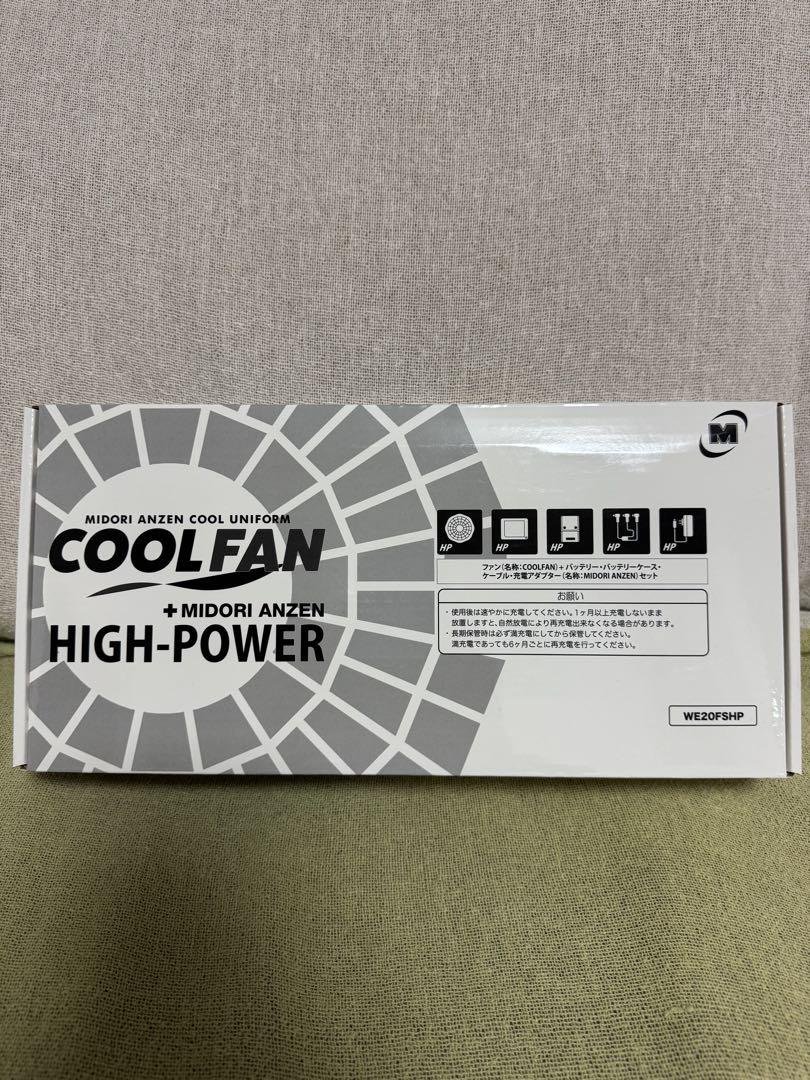 M
MIDORI ANZEN COOL UNIFORM
COOLFAN
+MIDORI ANZEN
HIGH-POWER
HP HP HP HP HP
ファン(名称:COOLFAN)+バッテリー・バッテリーケース・
ケーブル・充電アダプター(名称:MIDORI ANZEN)セット
お願い
・使用後は速やかに充電してください。1ヶ月以上充電しないまま
放置しますと、自然放電により再充電出来なくなる場合があります。
・長期保管時は必ず満充電にしてから保管してください。
満充電であっても6ヶ月ごとに再充電を行ってください。
WE20FSHP